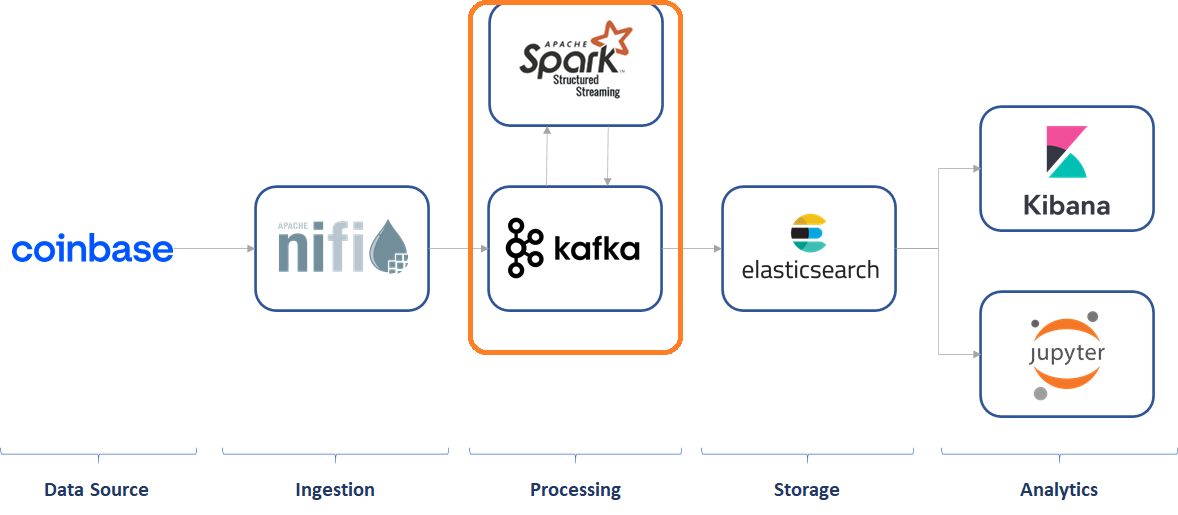 APACHE
Spark™
Structured
Streaming
coinbase
APACHE
nifi
kafka
elasticsearch
Kibana
jupyter
Data Source
Ingestion
Processing
Storage
Analytics